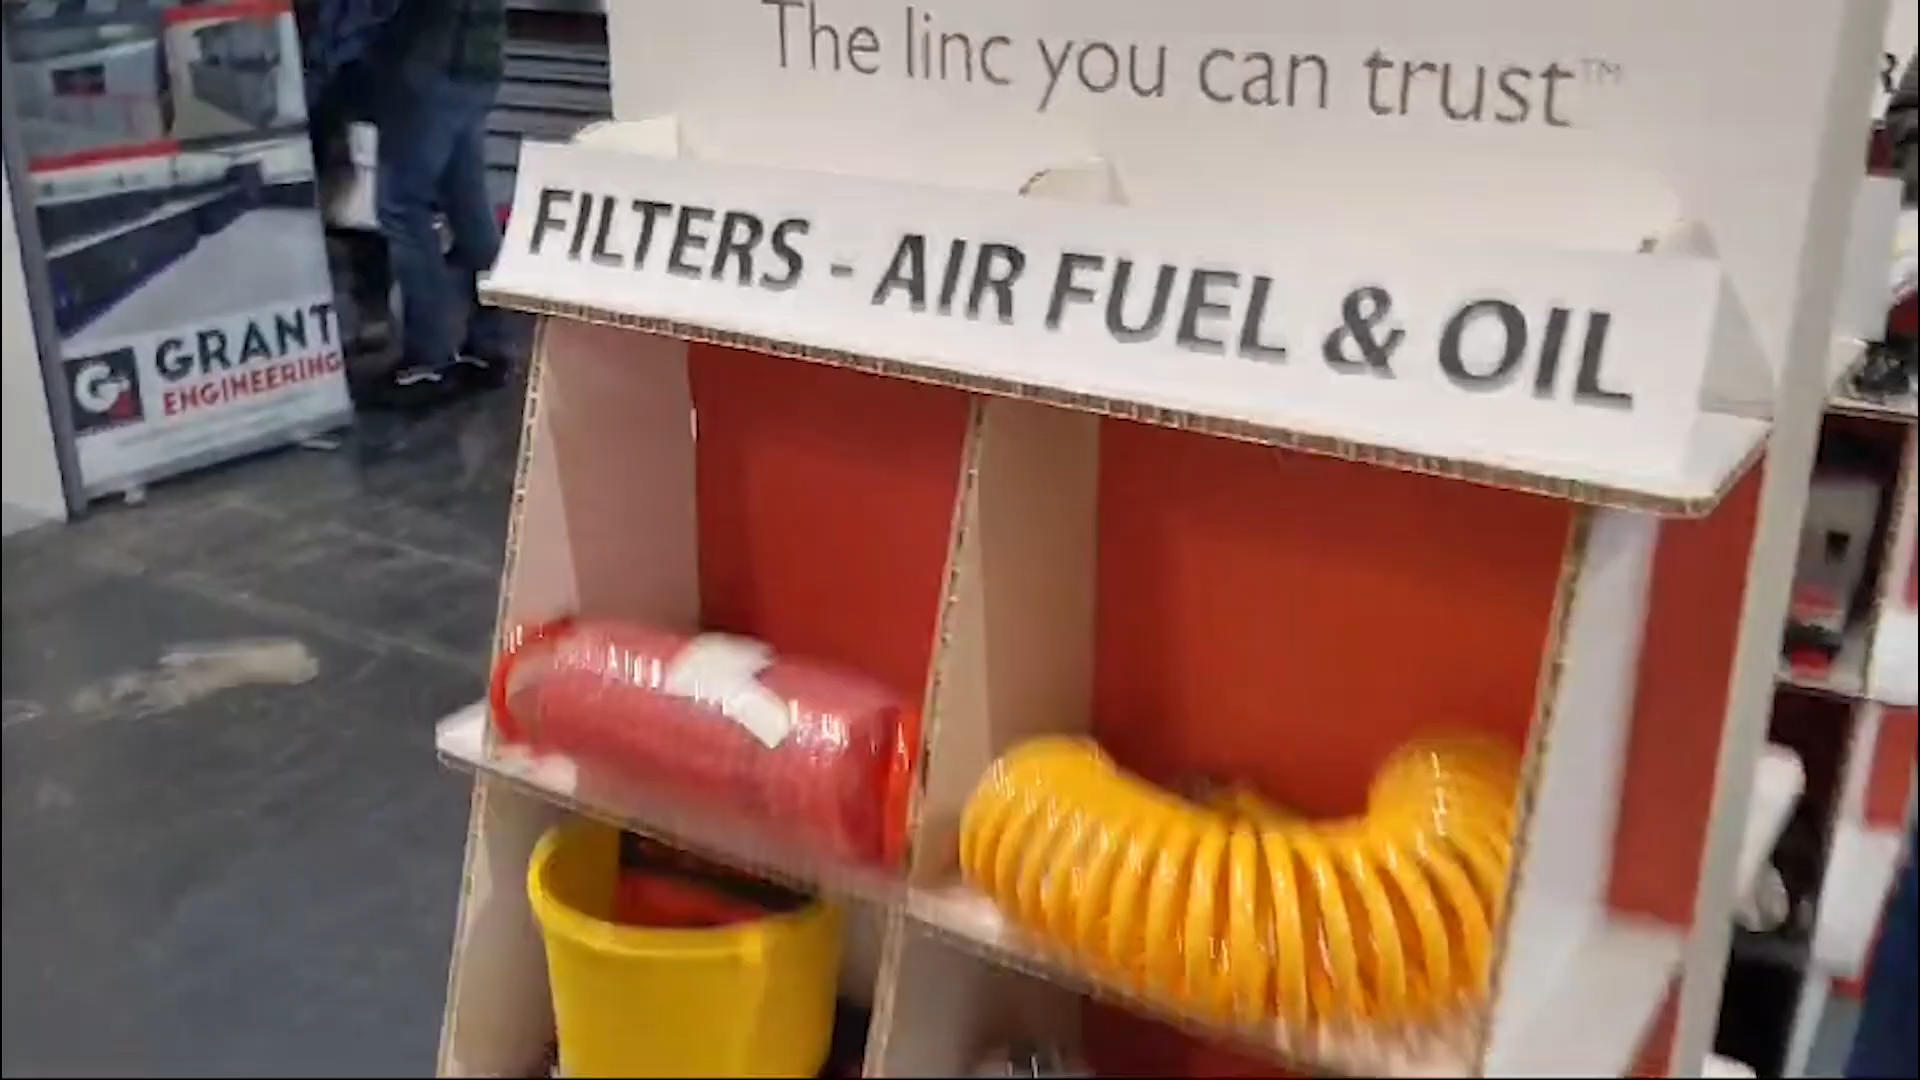 The linc you can trust™
FILTERS - AIR FUEL & OIL
GRANT
ENGINEERING